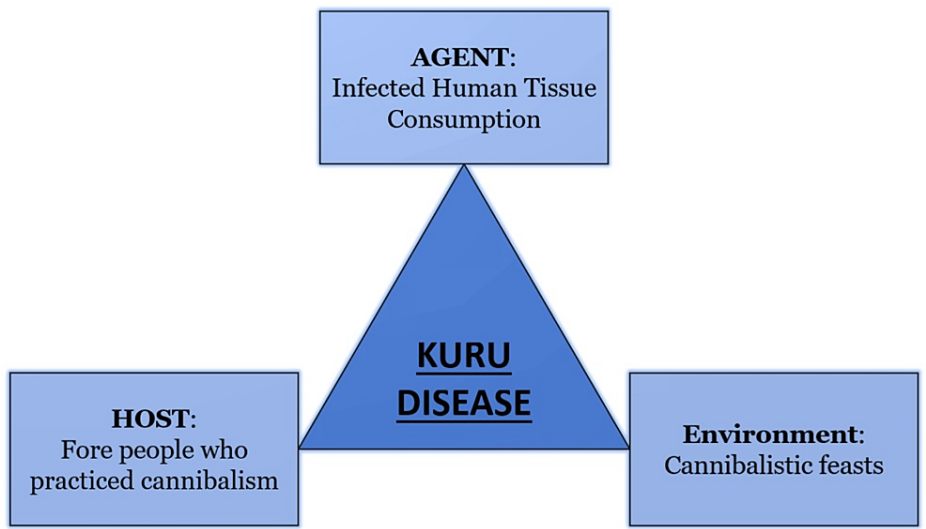 AGENT:
Infected Human Tissue
Consumption
KURU
DISEASE
HOST:
Fore people who
practiced cannibalism
Environment:
Cannibalistic feasts